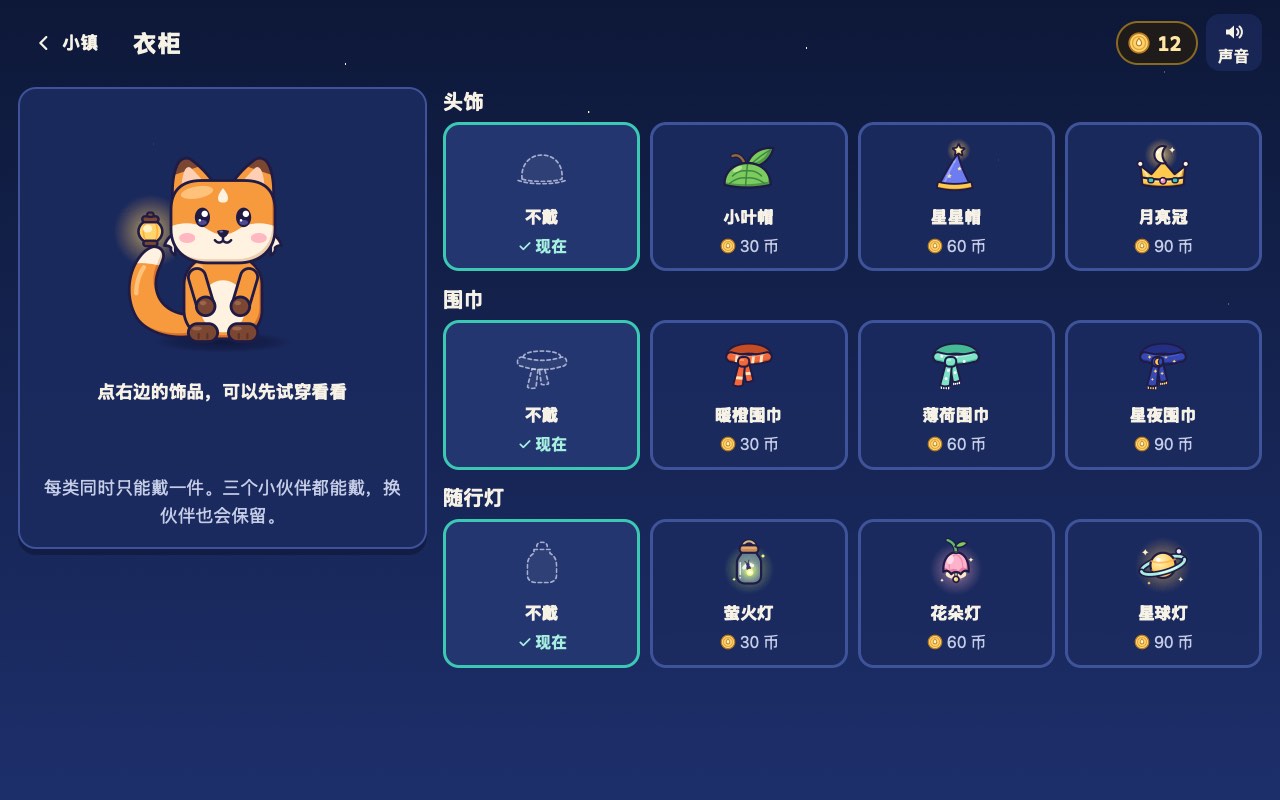 小镇
衣柜
12
声音
点右边的饰品，可以先试穿看看
每类同时只能戴一件。三个小伙伴都能戴，换
伙伴也会保留。
头饰
不戴
现在
小叶帽
30 币
星星帽
60 币
月亮冠
90 币
围巾
不戴
现在
暖橙围巾
30 币
薄荷围巾
60 币
星夜围巾
90 币
随行灯
不戴
现在
萤火灯
30 币
花朵灯
60 币
星球灯
90 币